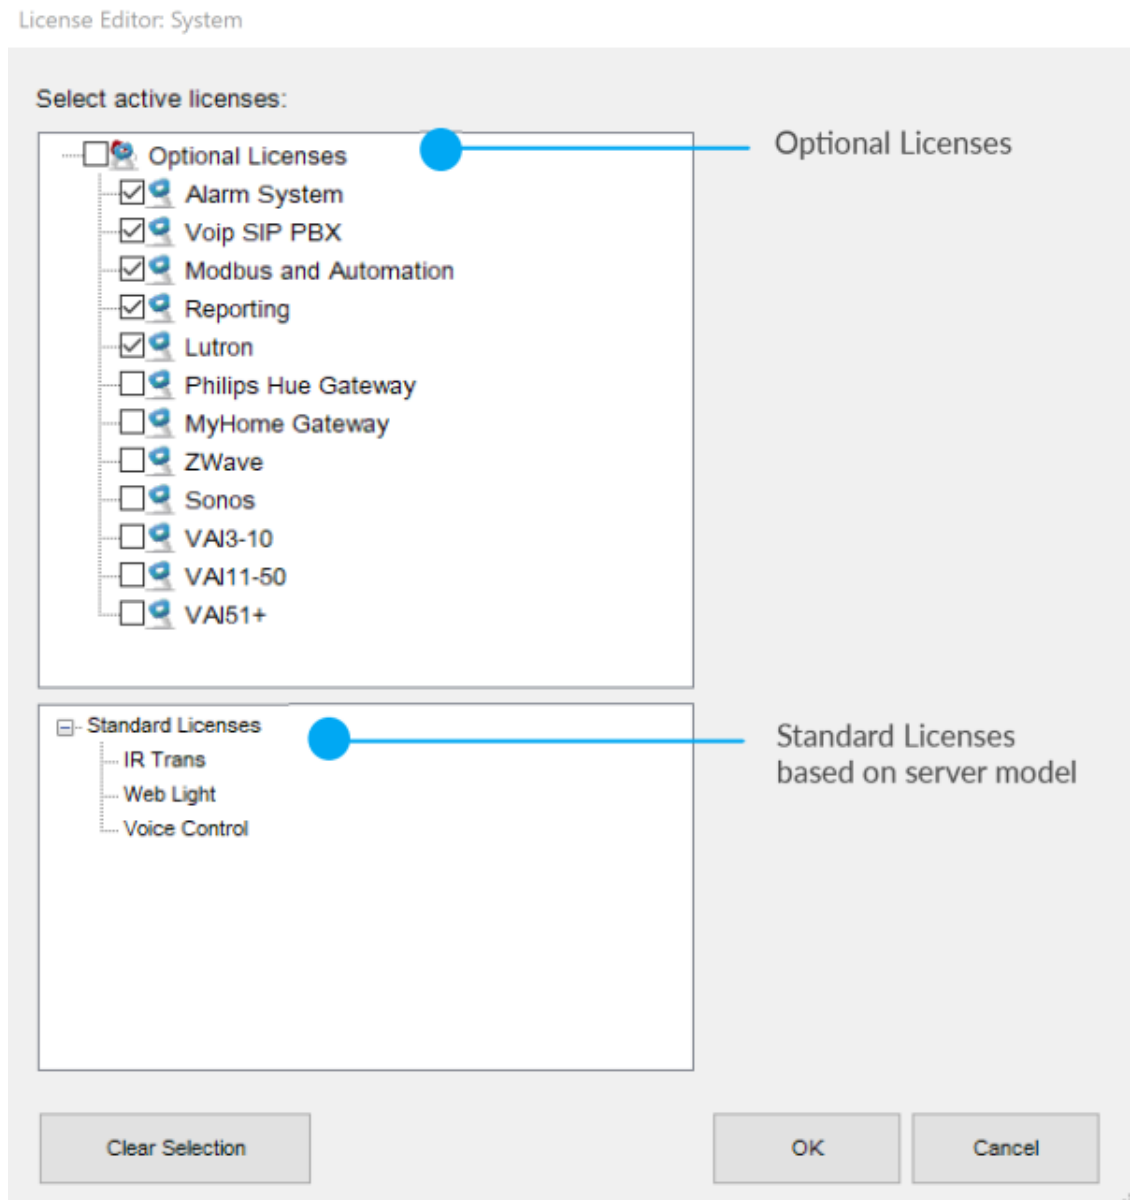 License Editor: System
Select active licenses:
Optional Licenses
Optional Licenses
Alarm System
Voip SIP PBX
Modbus and Automation
Reporting
Lutron
Philips Hue Gateway
MyHome Gateway
ZWave
Sonos
VAI3-10
VAI11-50
VAI51+
Standard Licenses
Standard Licenses
based on server model
IR Trans
Web Light
Voice Control
Clear Selection
OK
Cancel